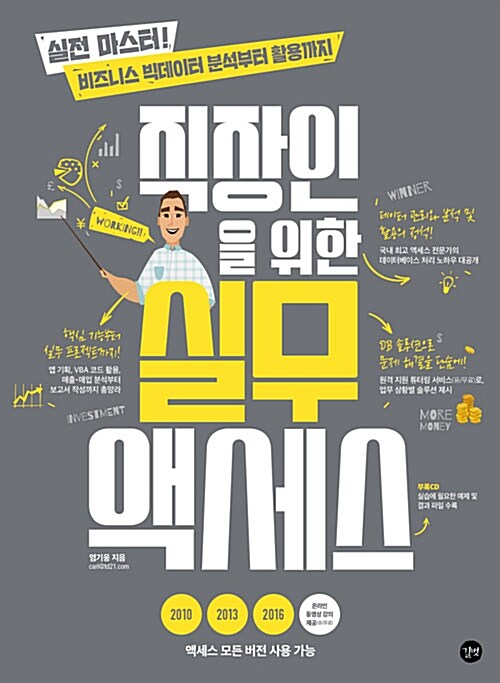 실전 마스터!
비즈니스 빅데이터 분석부터 활용까지
직장인
을 위한
실무
액세스
WORKING!!
WINNER
데이터 관리와 분석 및
활용의 정석!
국내 최고 액세스 전문가의
데이터베이스 처리 노하우 대공개
핵심 기능부터
실무 프로젝트까지!
앱 기획, VBA 코드 활용,
매출-매입 분석부터
보고서 작성까지 총망라
INVESTMENT
DB 솔루션으로
문제 해결을 단숨에!
원격 지원 튜터링 서비스(유/무료)로,
업무 상황별 솔루션 제시
MORE
MONEY
부록CD
실습에 필요한 예제 및
결과 파일 수록
엄기웅 지음
carl@td21.com
2010
2013
2016
온라인
동영상 강의
제공(유/무료)
액세스 모든 버전 사용 가능
길벗